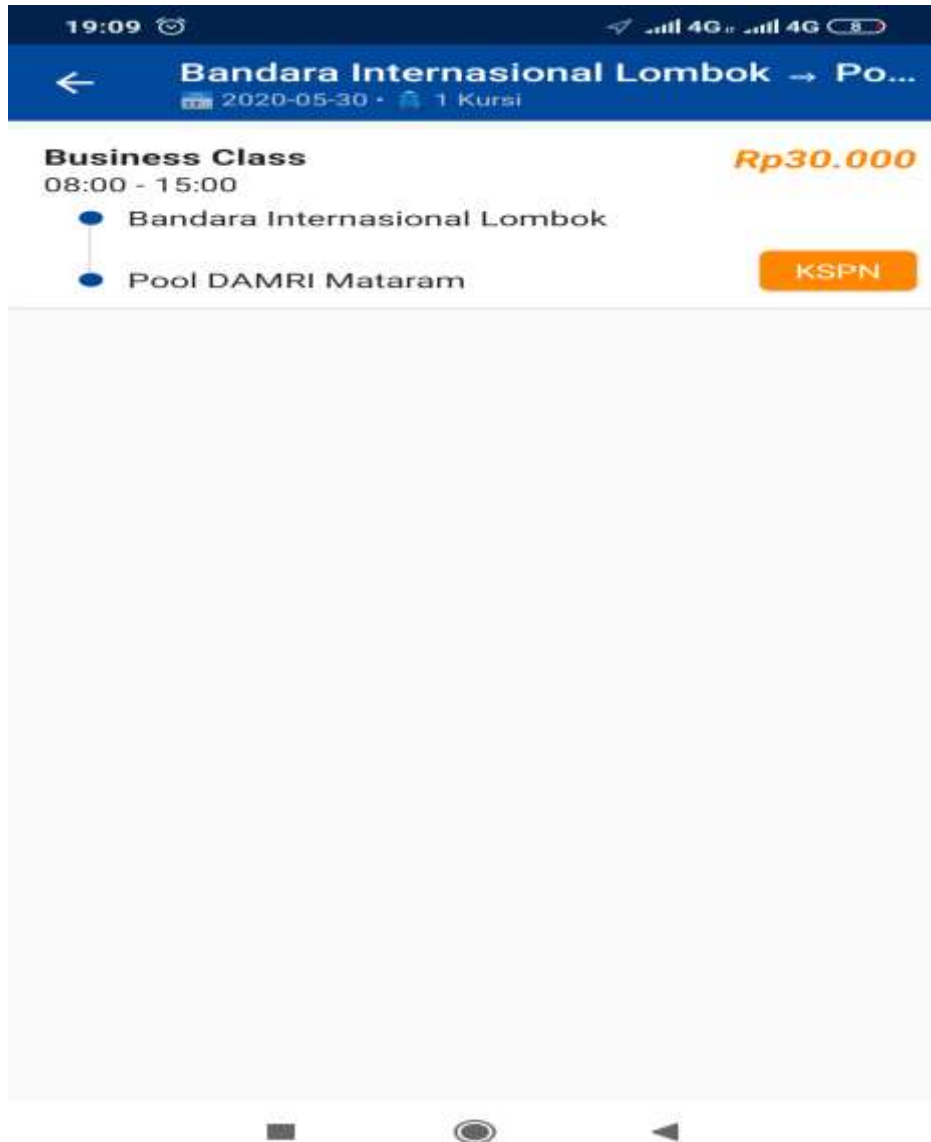 19:09 4G 4G 8
Bandara Internasional Lombok → Po...
2020-05-30 • 1 Kursi
Business Class Rp30.000
08:00 - 15:00
Bandara Internasional Lombok
Pool DAMRI Mataram KSPN